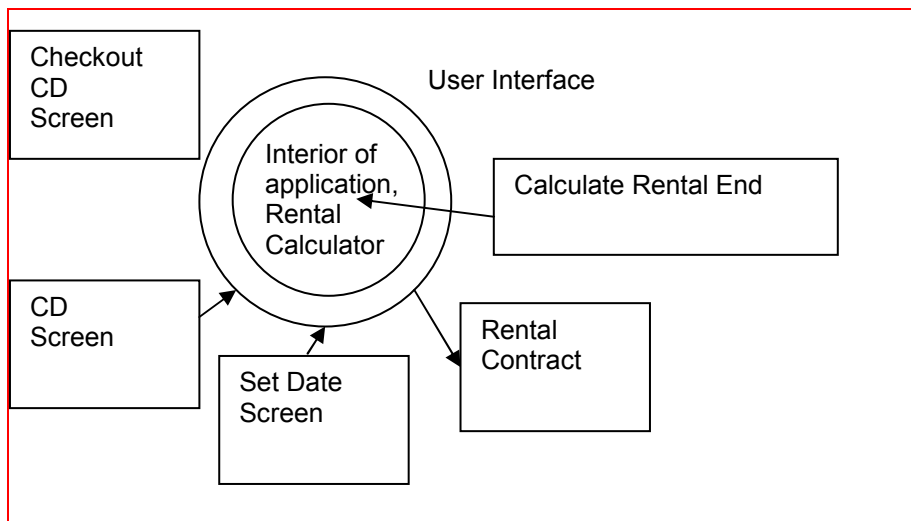 Checkout
CD
Screen
User Interface
Interior of
application,
Rental
Calculator
Calculate Rental End
CD
Screen
Rental
Contract
Set Date
Screen